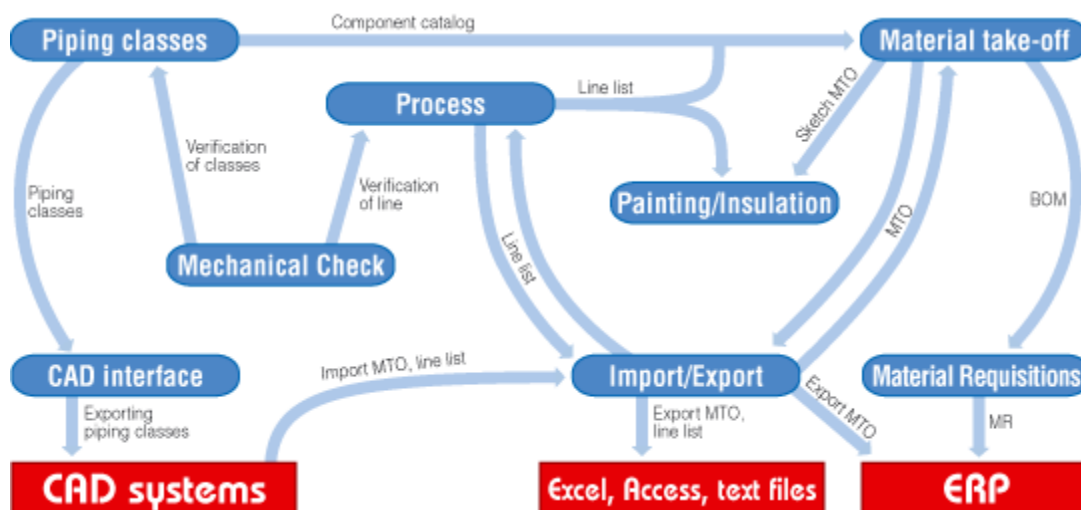 Component catalog
Piping classes
Material take-off
Process
Line list
Sketch MTO
Verification
of classes
Verification
of line
Piping
classes
Painting/Insulation
BOM
MTO
Mechanical Check
Line list
Import MTO, line list
CAD interface
Import/Export
Material Requisitions
Exporting
piping classes
Export MTO,
line list
Export MTO
MR
CAD systems
Excel, Access, text files
ERP